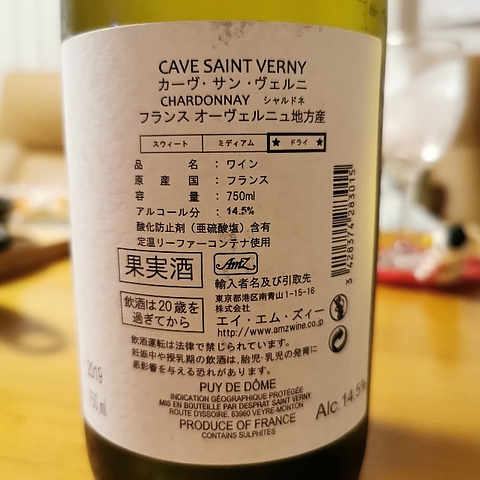 CAVE SAINT VERNY
カーヴ・サン・ヴェルニ
CHARDONNAY シャルドネ
フランス オーヴェルニュ地方産
スウィート ミディアム ★ ドライ ★
品名 : ワイン
原産国 : フランス
容量 : 750ml
アルコール分 : 14.5%
酸化防止剤（亜硫酸塩）含有
定温リーファーコンテナ使用
果実酒
AMZ
輸入者名及び引取先
東京都港区南青山1-15-16
株式会社
エイ・エム・ズィー
http://www.amzwine.co.jp
飲酒は20歳を
過ぎてから
飲酒運転は法律で禁じられています。
妊娠中や授乳期の飲酒は、胎児・乳児の発育に
悪影響を与える恐れがあります。
3 428374 283015
2019
750 ml
PUY DE DÔME
INDICATION GÉOGRAPHIQUE PROTÉGÉE
MIS EN BOUTEILLE PAR DESPRAT SAINT VERNY
ROUTE D'ISSOIRE, 63960 VEYRE-MONTON
PRODUCE OF FRANCE
CONTAINS SULPHITES
Alc. 14.5%